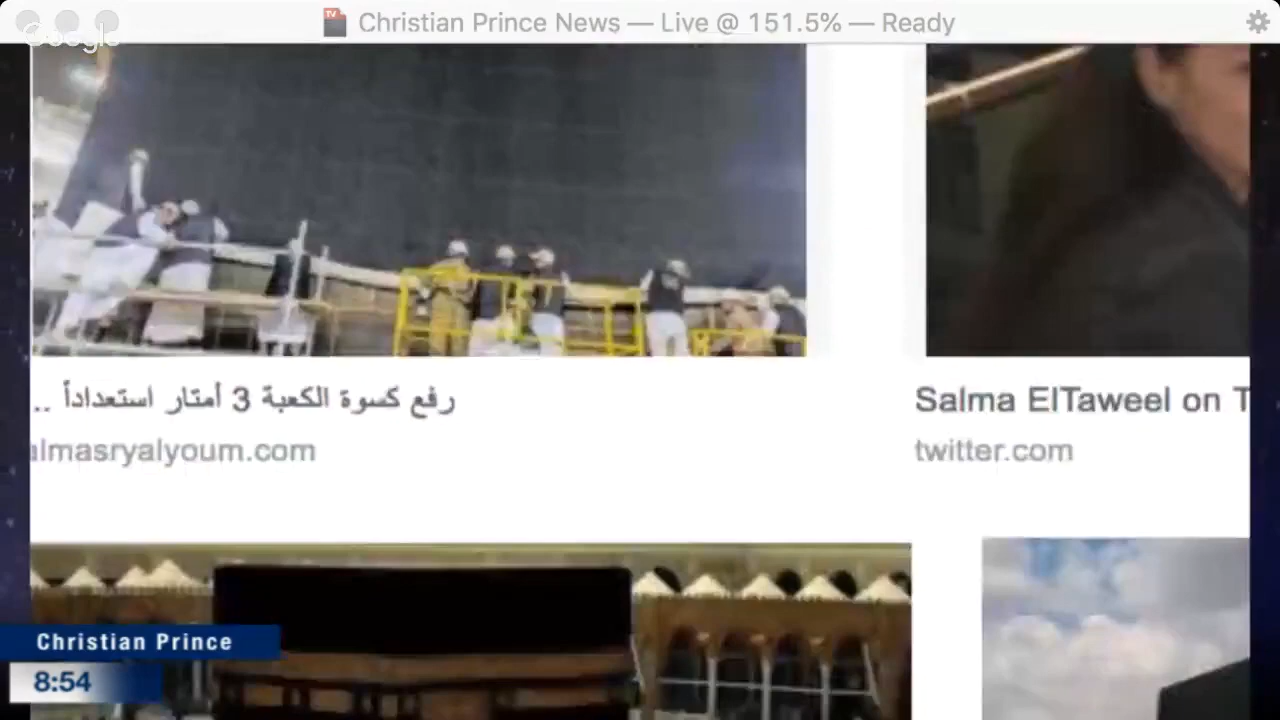 Christian Prince News — Live @ 151.5% — Ready
Google
رفع كسوة الكعبة 3 أمتار استعداداً ..
almasryalyoum.com
Salma ElTaweel on T
twitter.com
Christian Prince
8:54